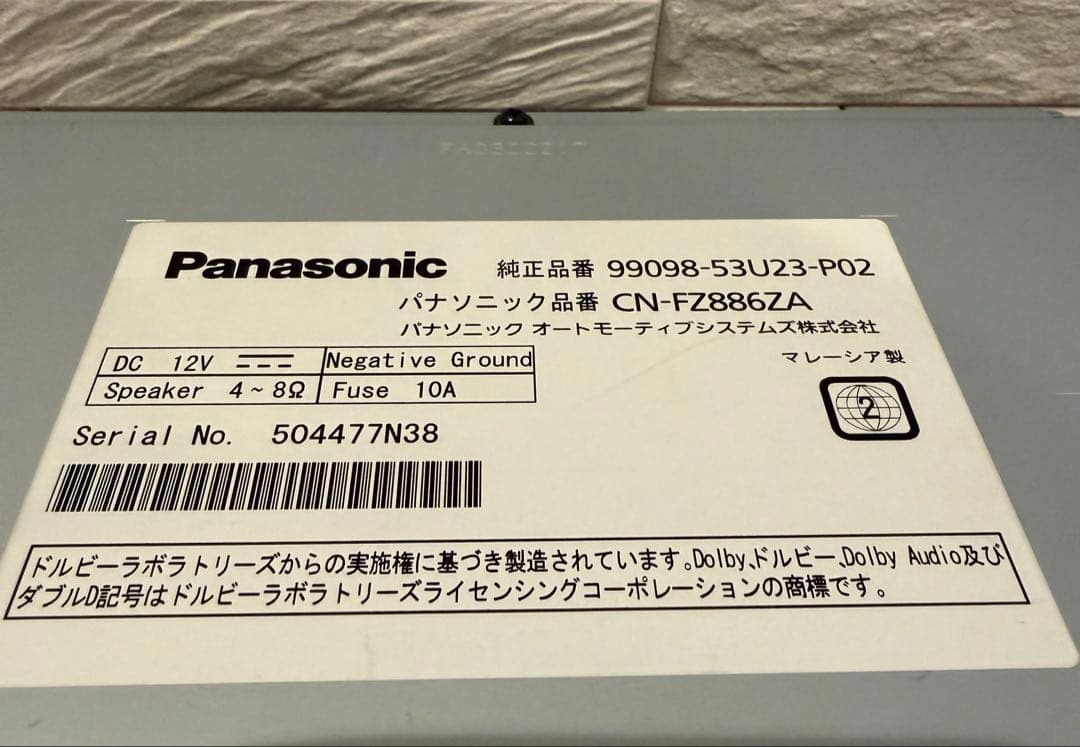 Panasonic 純正品番 99098-53U23-P02
パナソニック品番 CN-FZ886ZA
パナソニック オートモーティブシステムズ株式会社
マレーシア製
DC 12V Negative Ground
Speaker 4~8Ω Fuse 10A
2
Serial No. 504477N38
ドルビーラボラトリーズからの実施権に基づき製造されています。Dolby、ドルビー、Dolby Audio及び
ダブルD記号はドルビーラボラトリーズライセンシングコーポレーションの商標です。